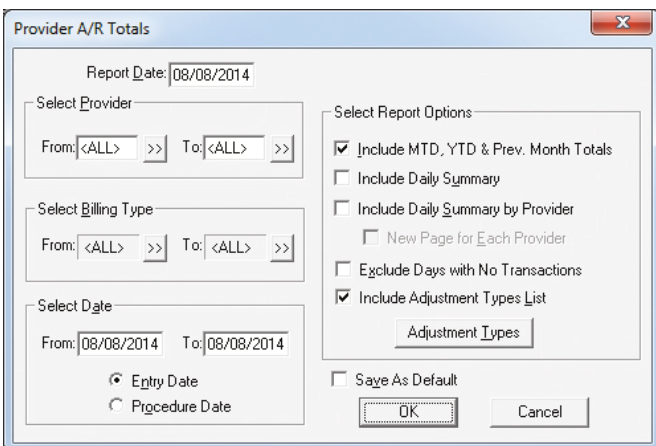 Provider A/R Totals
Report Date: 08/08/2014
Select Provider
From: <ALL> >> To: <ALL> >>
Select Billing Type
From: <ALL> >> To: <ALL> >>
Select Date
From: 08/08/2014 To: 08/08/2014
Entry Date
Procedure Date
Select Report Options
Include MTD, YTD & Prev. Month Totals
Include Daily Summary
Include Daily Summary by Provider
New Page for Each Provider
Exclude Days with No Transactions
Include Adjustment Types List
Adjustment Types
Save As Default
OK Cancel